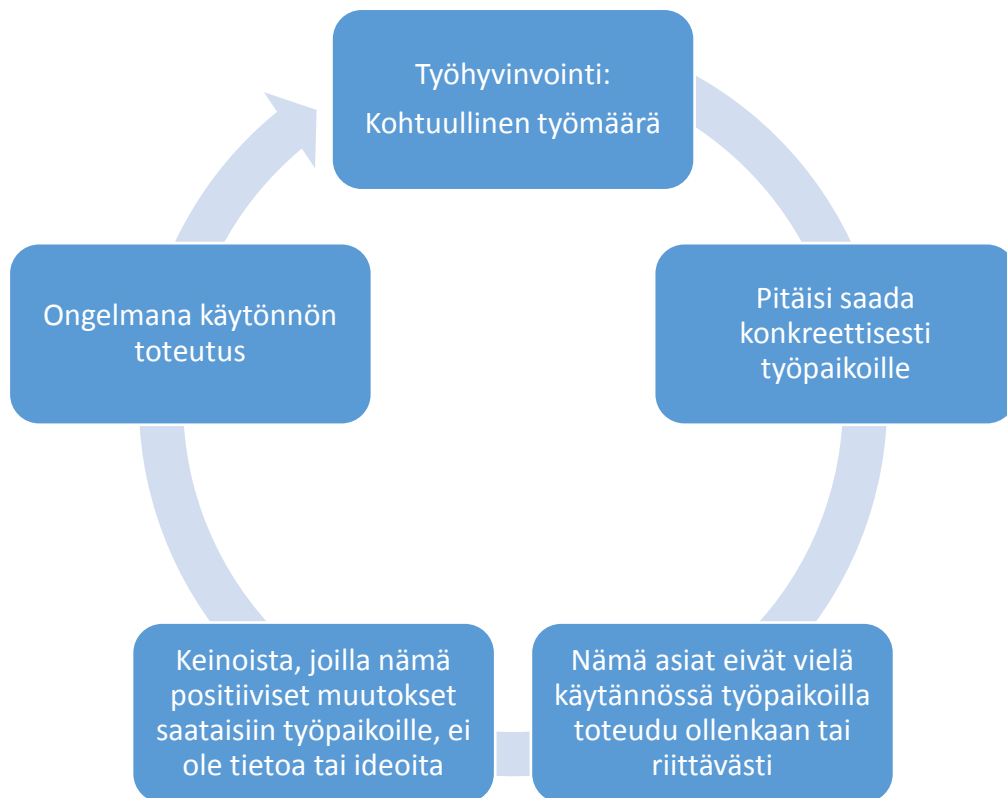 Työhyvinvointi:
Kohtuullinen työmäärä
Pitäisi saada
konkreettisesti
työpaikoille
Nämä asiat eivät vielä
käytännössä työpaikoilla
toteudu ollenkaan tai
riittävästi
Keinoista, joilla nämä
positiiviset muutokset
saataisiin työpaikoille, ei
ole tietoa tai ideoita
Ongelmana käytönnön
toteutus